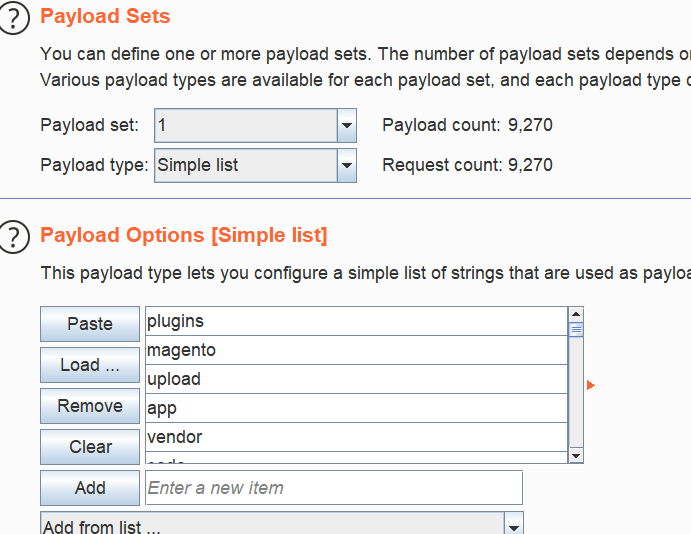 Payload Sets
You can define one or more payload sets. The number of payload sets depends
Various payload types are available for each payload set, and each payload type
Payload set: 1 Payload count: 9,270
Payload type: Simple list Request count: 9,270
Payload Options [Simple list]
This payload type lets you configure a simple list of strings that are used as
Paste
Load ...
Remove
Clear
Add
plugins
magento
upload
app
vendor
Enter a new item
Add from list ...